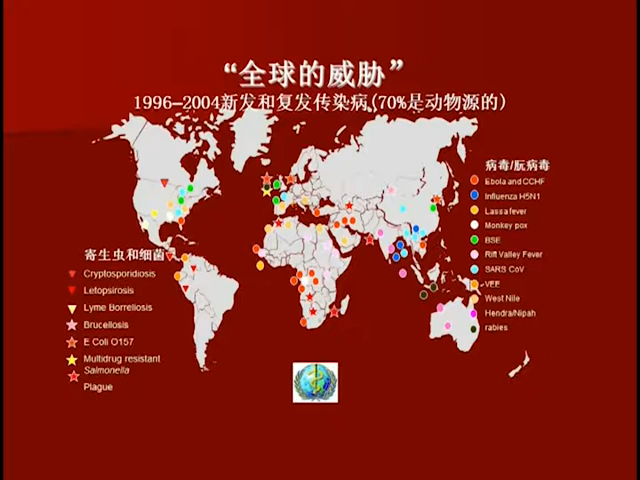 “全球的威胁”
1996–2004新发和复发传染病(70%是动物源的)
病毒/朊病毒
Ebola and CCHF
Influenza H5N1
Lassa fever
Monkey pox
BSE
Rift Valley Fever
SARS CoV
VEE
West Nile
Hendra/Nipah
rabies
寄生虫和细菌
Cryptosporidiosis
Letopsirosis
Lyme Borreliosis
Brucellosis
E Coli O157
Multidrug resistant
Salmonella
Plague